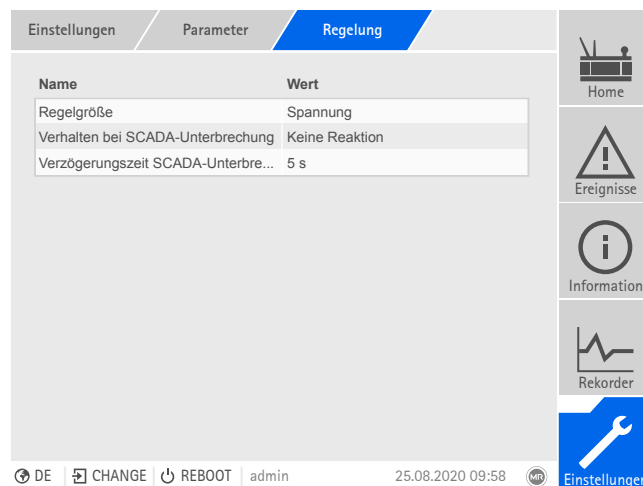 Einstellungen Parameter Regelung
Name Wert
Regelgröße Spannung
Verhalten bei SCADA-Unterbrechung Keine Reaktion
Verzögerungszeit SCADA-Unterbre... 5 s
Home
Ereignisse
Information
Rekorder
Einstellungen
DE CHANGE REBOOT admin 25.08.2020 09:58 MR